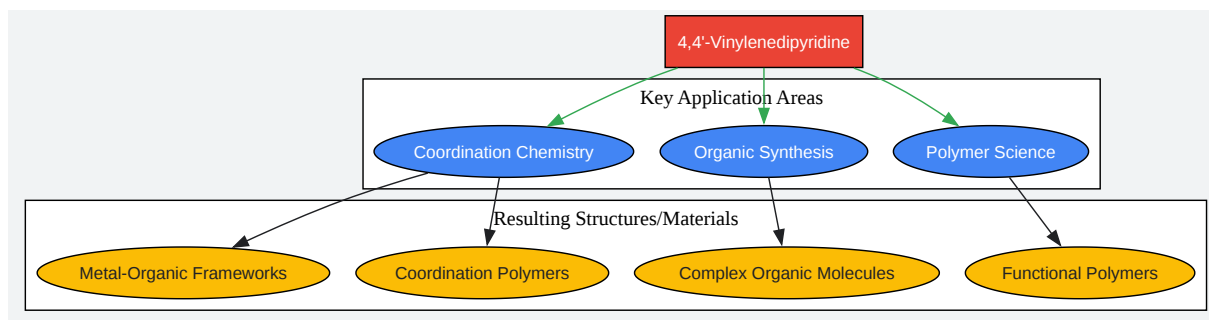 4,4'-Vinylenedipyridine
Key Application Areas
Coordination Chemistry
Organic Synthesis
Polymer Science
Resulting Structures/Materials
Metal-Organic Frameworks
Coordination Polymers
Complex Organic Molecules
Functional Polymers